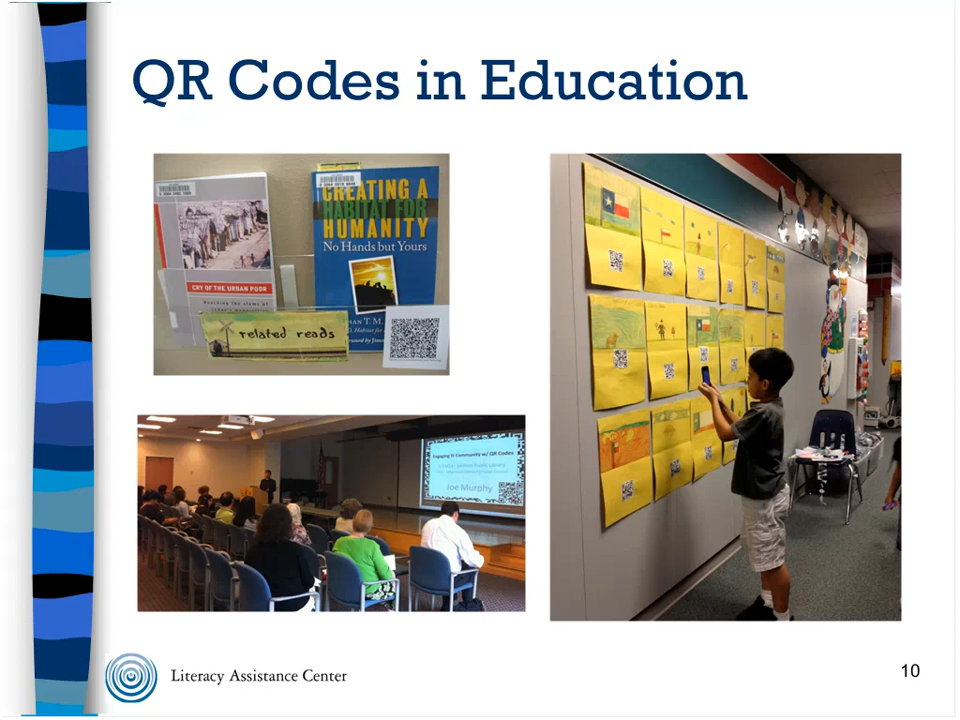 QR Codes in Education
CRY OF THE URBAN POOR
CREATING A
HABITAT FOR
HUMANITY
No Hands but Yours
related reads
Engaging Community w/ QR Codes
Joe Murphy
Literacy Assistance Center
10